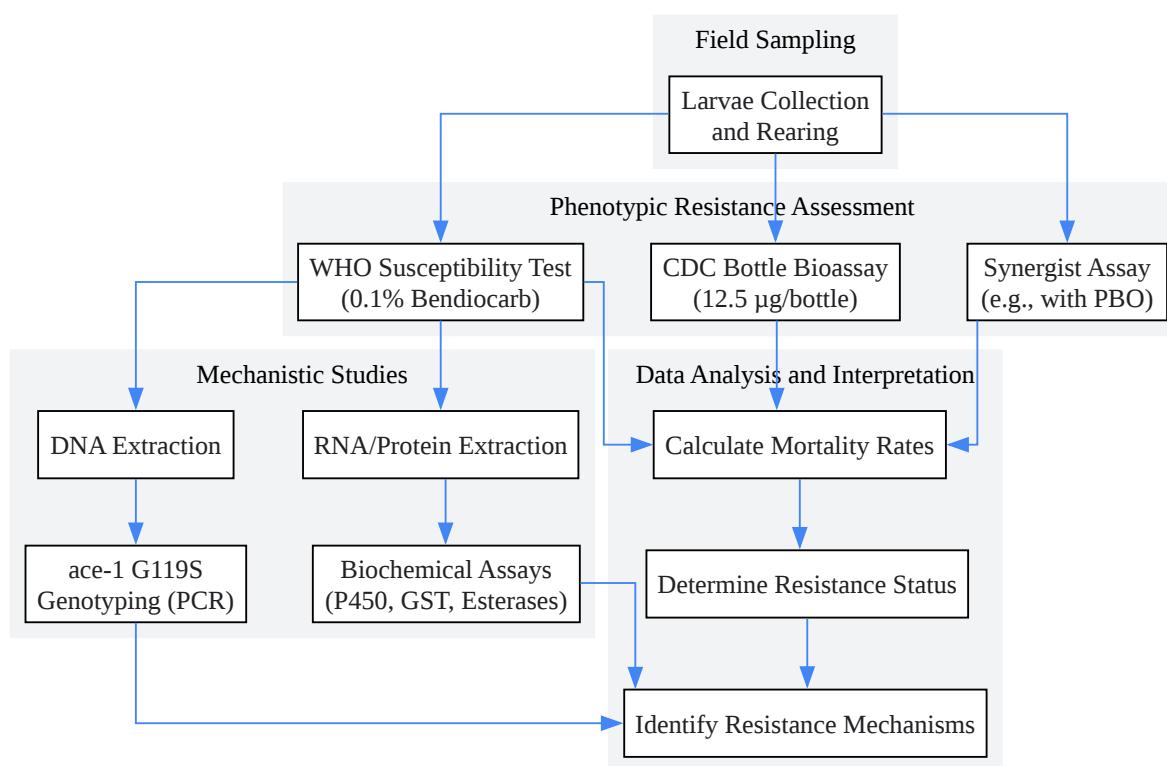 Field Sampling
Larvae Collection
and Rearing
Phenotypic Resistance Assessment
WHO Susceptibility Test
(0.1% Bendiocarb)
CDC Bottle Bioassay
(12.5 µg/bottle)
Synergist Assay
(e.g., with PBO)
Mechanistic Studies
DNA Extraction
RNA/Protein Extraction
ace-1 G119S
Genotyping (PCR)
Biochemical Assays
(P450, GST, Esterases)
Data Analysis and Interpretation
Calculate Mortality Rates
Determine Resistance Status
Identify Resistance Mechanisms